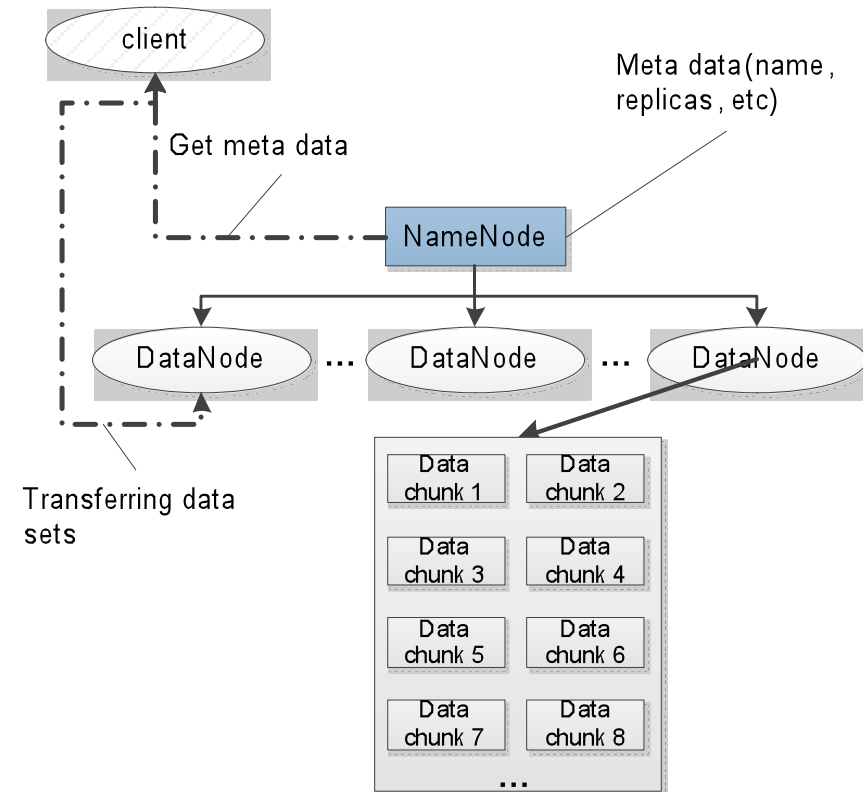 client
Meta data(name,
replicas, etc)
Get meta data
NameNode
DataNode ... DataNode ... DataNode
Transferring data
sets
Data
chunk 1
Data
chunk 2
Data
chunk 3
Data
chunk 4
Data
chunk 5
Data
chunk 6
Data
chunk 7
Data
chunk 8
...